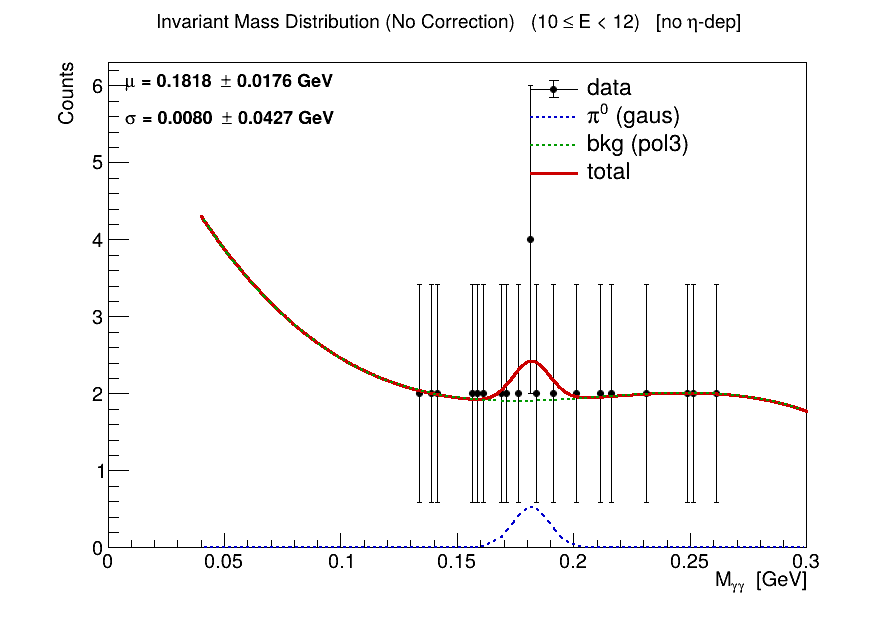 Invariant Mass Distribution (No Correction) (10 ≤ E < 12) [no η-dep]
Counts
μ = 0.1818 ± 0.0176 GeV
σ = 0.0080 ± 0.0427 GeV
data
π⁰ (gaus)
bkg (pol3)
total
6
5
4
3
2
1
0
0 0.05 0.1 0.15 0.2 0.25 0.3
M_γγ [GeV]